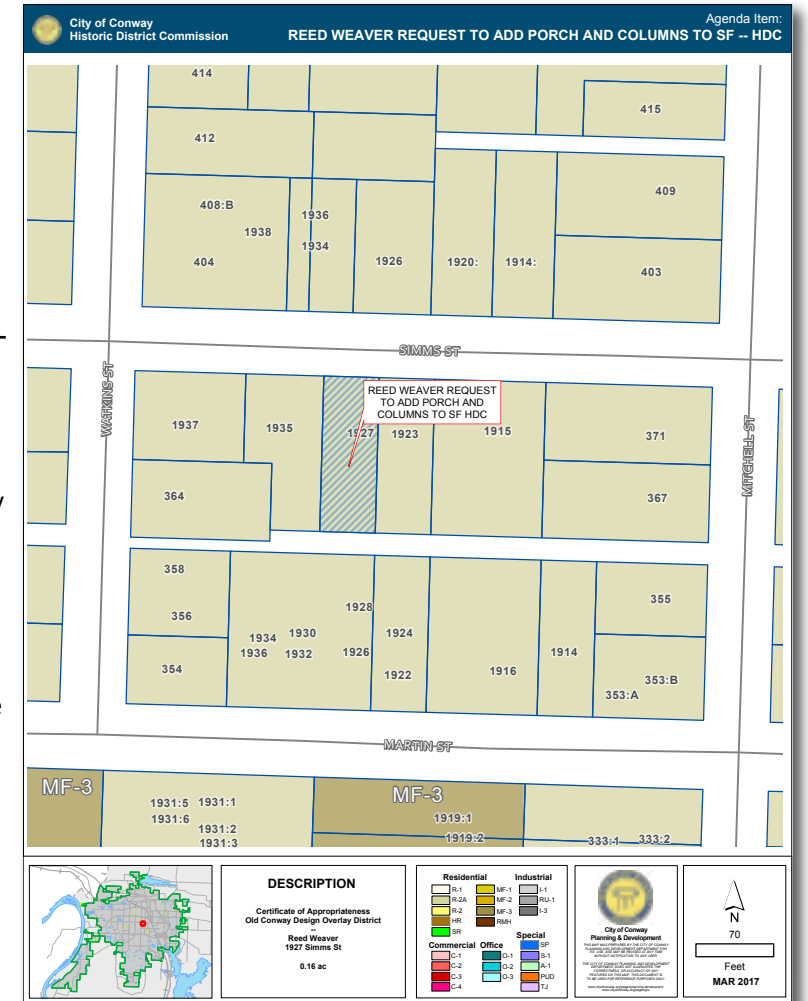 City of Conway
Historic District Commission
Agenda Item:
REED WEAVER REQUEST TO ADD PORCH AND COLUMNS TO SF -- HDC
414
415
412
409
408:B
1936
1938
1934
404
1926
1920:
1914:
403
SIMMS ST
WATKINS ST
MITCHELL ST
REED WEAVER REQUEST
TO ADD PORCH AND
COLUMNS TO SF HDC
1937
1935
1927
1923
1915
371
364
367
358
356
354
1928
1934
1930
1936
1932
1926
1924
1922
1916
1914
355
353:B
353:A
MARTIN ST
MF-3
MF-3
1931:5
1931:1
1931:6
1931:2
1931:3
1919:1
1919:2
333:1
333:2
DESCRIPTION
Certificate of Appropriateness
Old Conway Design Overlay District
--
Reed Weaver
1927 Simms St
0.16 ac
Residential
R-1
R-2A
R-2
HR
SR
MF-1
MF-2
MF-3
RMH
Industrial
I-1
RU-1
I-3
Commercial
C-1
C-2
C-3
C-4
Office
O-1
O-2
O-3
Special
SP
S-1
A-1
PUD
TJ
City of Conway
Planning & Development
N
70
Feet
MAR 2017